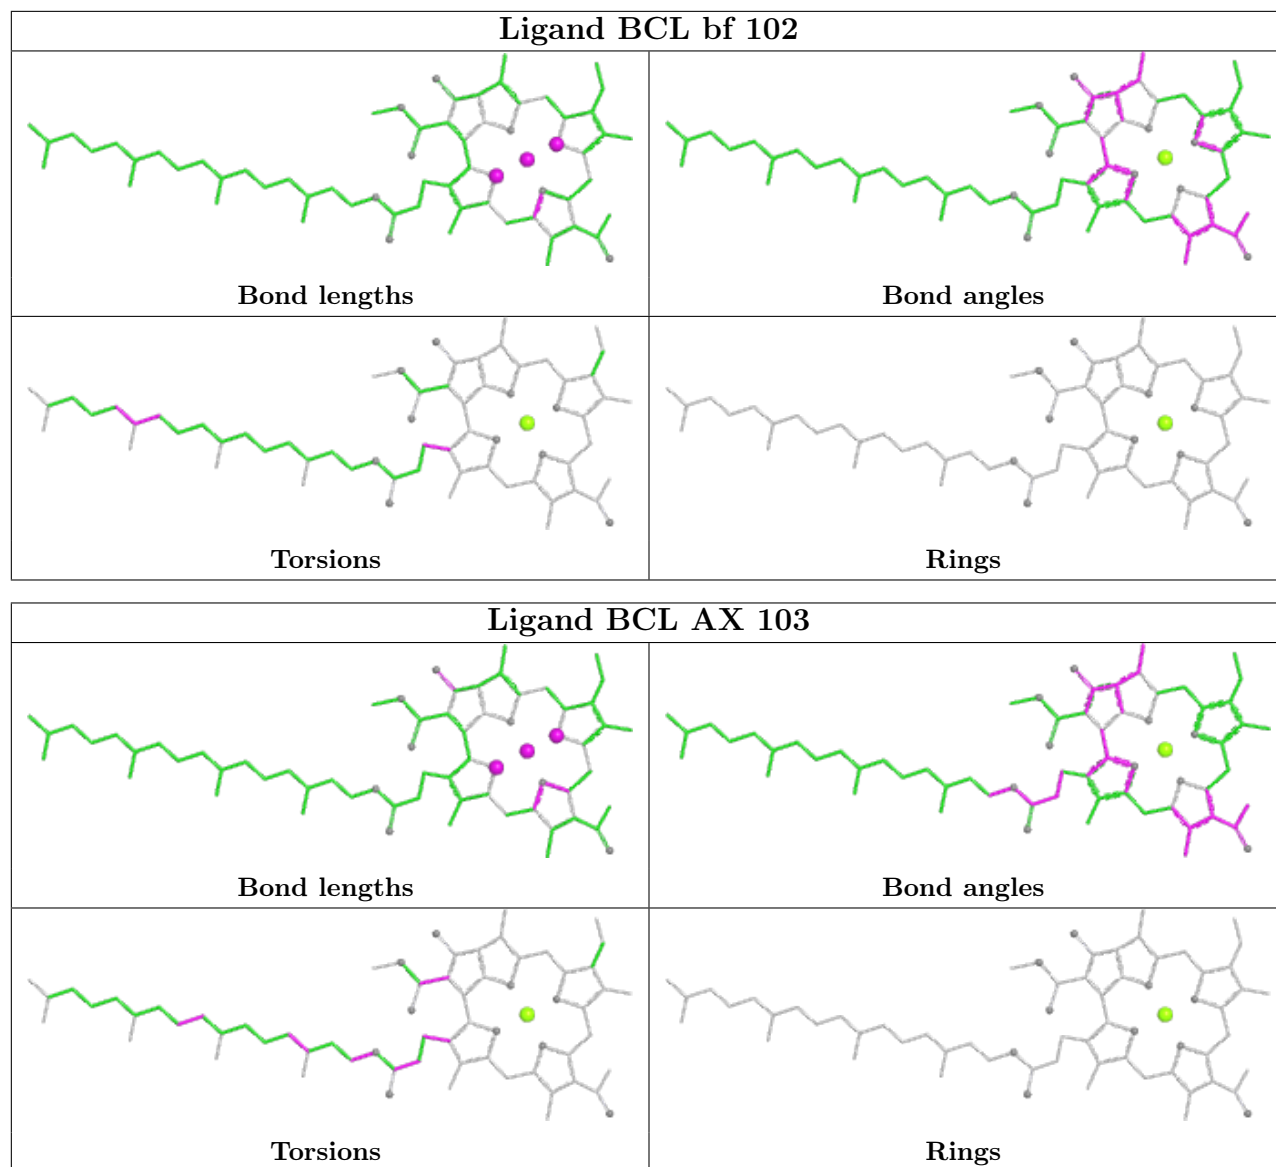 Ligand BCL bf 102
Bond lengths
Bond angles
Torsions
Rings
Ligand BCL AX 103
Bond lengths
Bond angles
Torsions
Rings